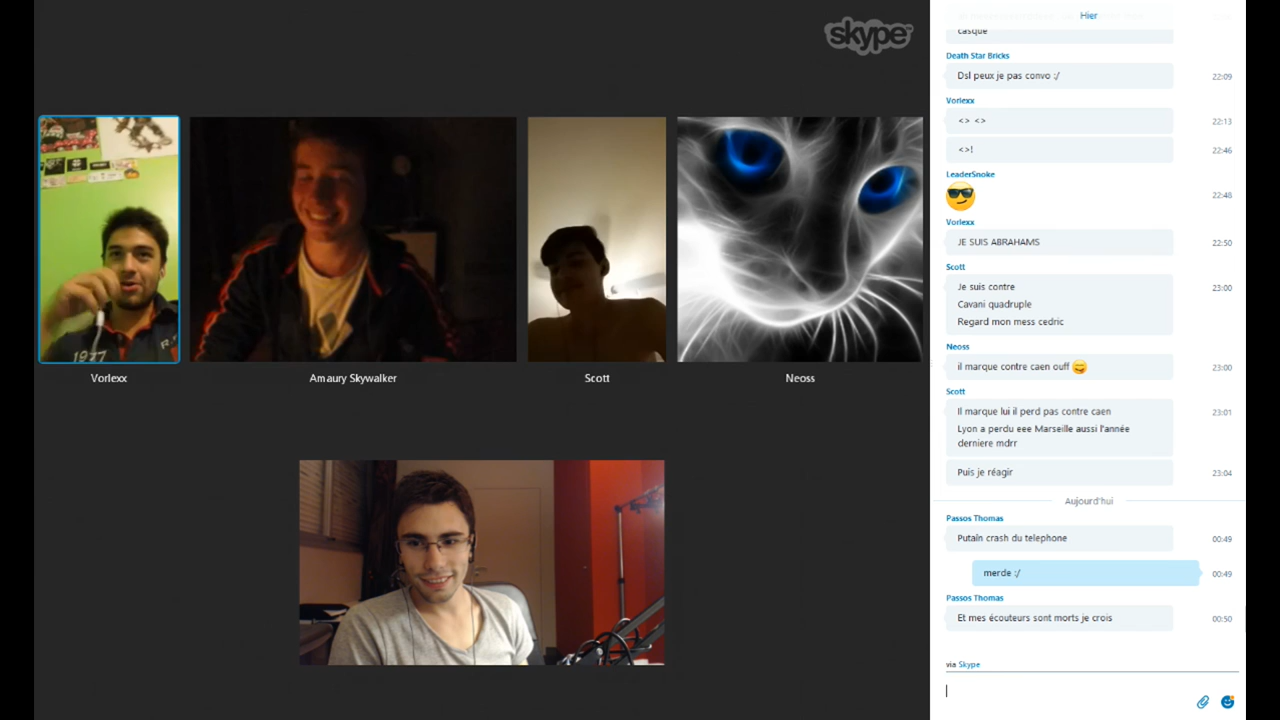 skype™
Vorlexx
Amaury Skywalker
Scott
Neoss
1977
Hier
casque
Death Star Bricks
Dsl peux je pas convo :/
22:09
Vorlexx
<> <>
22:13
<>!
22:46
LeaderSnoke
22:48
Vorlexx
JE SUIS ABRAHAMS
22:50
Scott
Je suis contre
23:00
Cavani quadruple
Regard mon mess cedric
Neoss
il marque contre caen ouff
23:00
Scott
Il marque lui il perd pas contre caen
23:01
Lyon a perdu eee Marseille aussi l'année
derniere mdrr
Puis je réagir
23:04
Aujourd'hui
Passos Thomas
Putain crash du telephone
00:49
merde :/
00:49
Passos Thomas
Et mes écouteurs sont morts je crois
00:50
via Skype